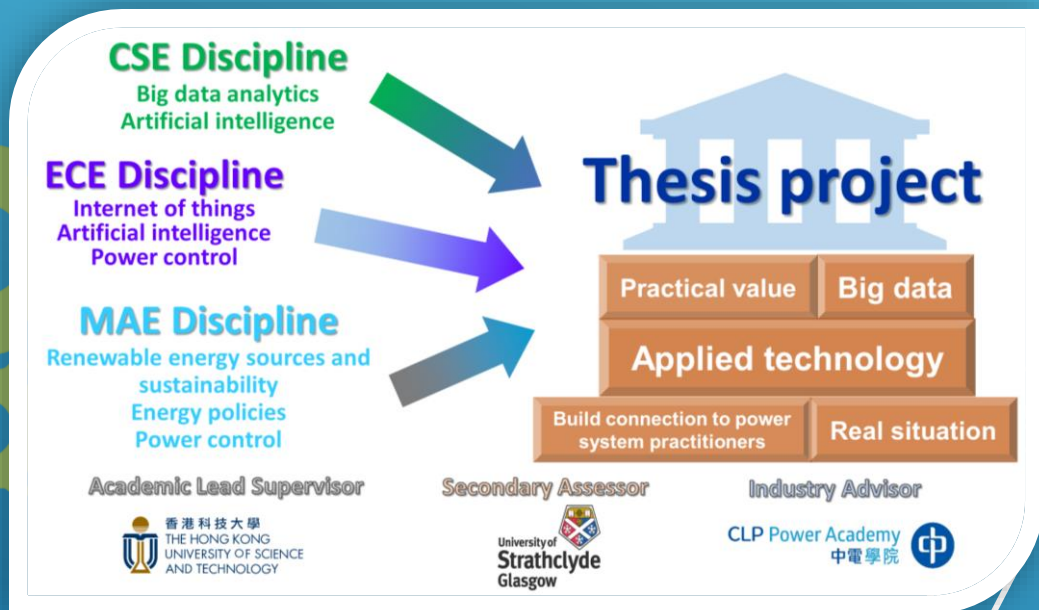 CSE Discipline
Big data analytics
Artificial intelligence
ECE Discipline
Internet of things
Artificial intelligence
Power control
MAE Discipline
Renewable energy sources and
sustainability
Energy policies
Power control
Thesis project
Practical value
Big data
Applied technology
Build connection to power
system practitioners
Real situation
Academic Lead Supervisor
香港科技大學
THE HONG KONG
UNIVERSITY OF SCIENCE
AND TECHNOLOGY
Secondary Assessor
University of
Strathclyde
Glasgow
Industry Advisor
CLP Power Academy
中電學院